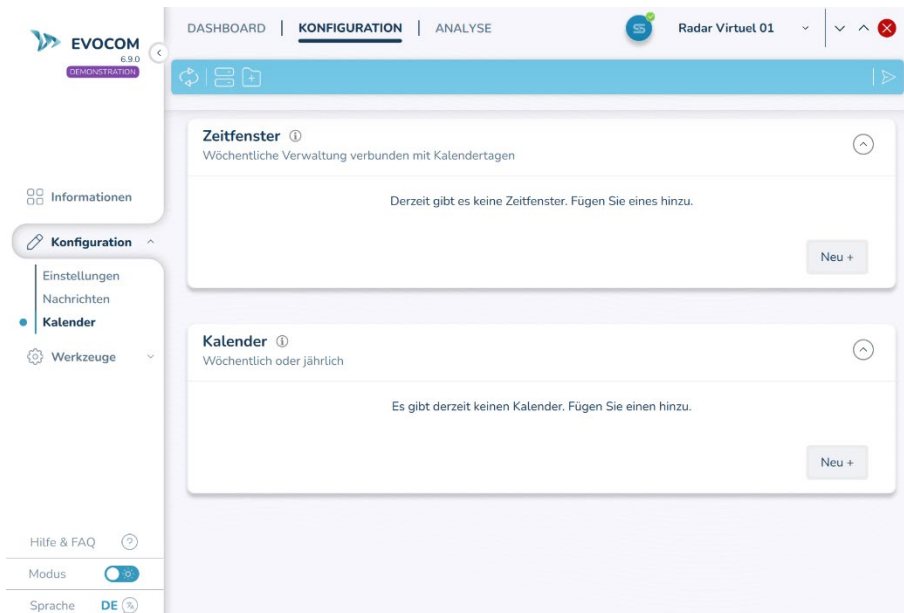 EVOCOM
6.9.0
DEMONSTRATION
DASHBOARD | KONFIGURATION | ANALYSE
Radar Virtuel 01
Informationen
Konfiguration
Einstellungen
Nachrichten
Kalender
Werkzeuge
Hilfe & FAQ
Modus
Sprache DE
Zeitfenster
Wöchentliche Verwaltung verbunden mit Kalendertagen
Derzeit gibt es keine Zeitfenster. Fügen Sie eines hinzu.
Neu +
Kalender
Wöchentlich oder jährlich
Es gibt derzeit keinen Kalender. Fügen Sie einen hinzu.
Neu +